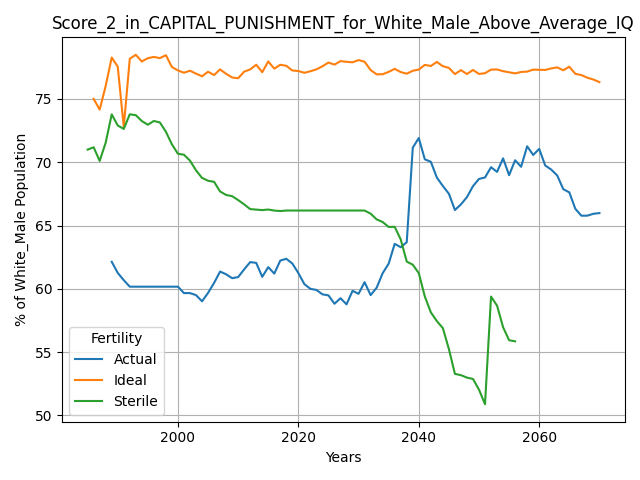 Score_2_in_CAPITAL_PUNISHMENT_for_White_Male_Above_Average_IQ
% of White_Male Population
75
70
65
60
55
50
Fertility
Actual
Ideal
Sterile
2000
2020
2040
2060
Years